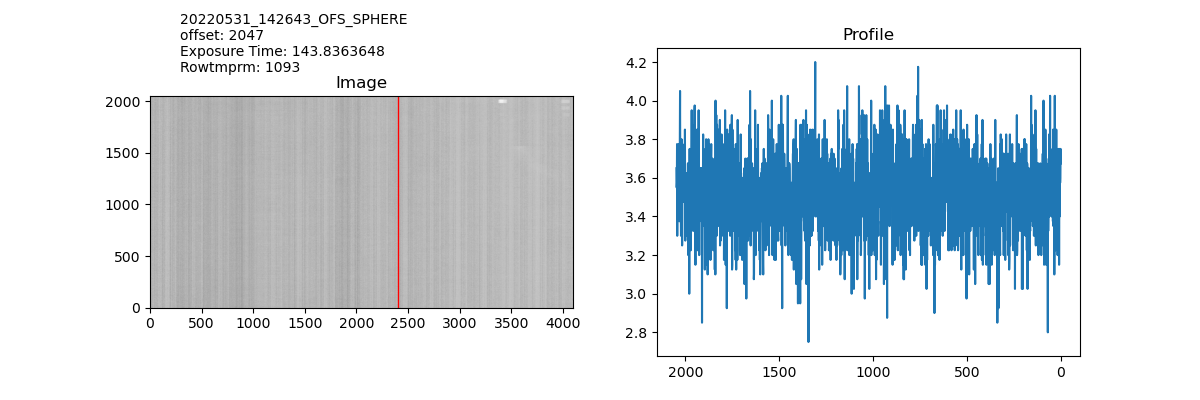 20220531_142643_OFS_SPHERE
offset: 2047
Exposure Time: 143.8363648
Rowtmprm: 1093
Image
2000
1500
1000
500
0
0 500 1000 1500 2000 2500 3000 3500 4000
Profile
4.2
4.0
3.8
3.6
3.4
3.2
3.0
2.8
2000 1500 1000 500 0